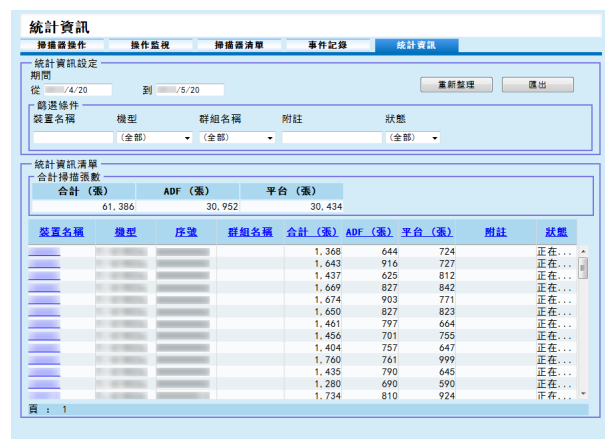 統計資訊
掃描器操作 操作監視 掃描器清單 事件記錄 統計資訊
統計資訊設定
期間
從 /4/20 到 /5/20 重新整理 匯出
篩選條件
裝置名稱 機型 群組名稱 附註 狀態
(全部) (全部) (全部)
統計資訊清單
合計掃描張數
合計 (張) ADF (張) 平台 (張)
61,386 30,952 30,434
裝置名稱 機型 序號 群組名稱 合計 (張) ADF (張) 平台 (張) 附註 狀態
1,368 644 724 正在...
1,643 916 727 正在...
1,437 625 812 正在...
1,669 827 842 正在...
1,674 903 771 正在...
1,650 827 823 正在...
1,461 797 664 正在...
1,456 701 755 正在...
1,404 757 647 正在...
1,760 761 999 正在...
1,435 790 645 正在...
1,280 690 590 正在...
1,734 810 924 正在...
頁 : 1